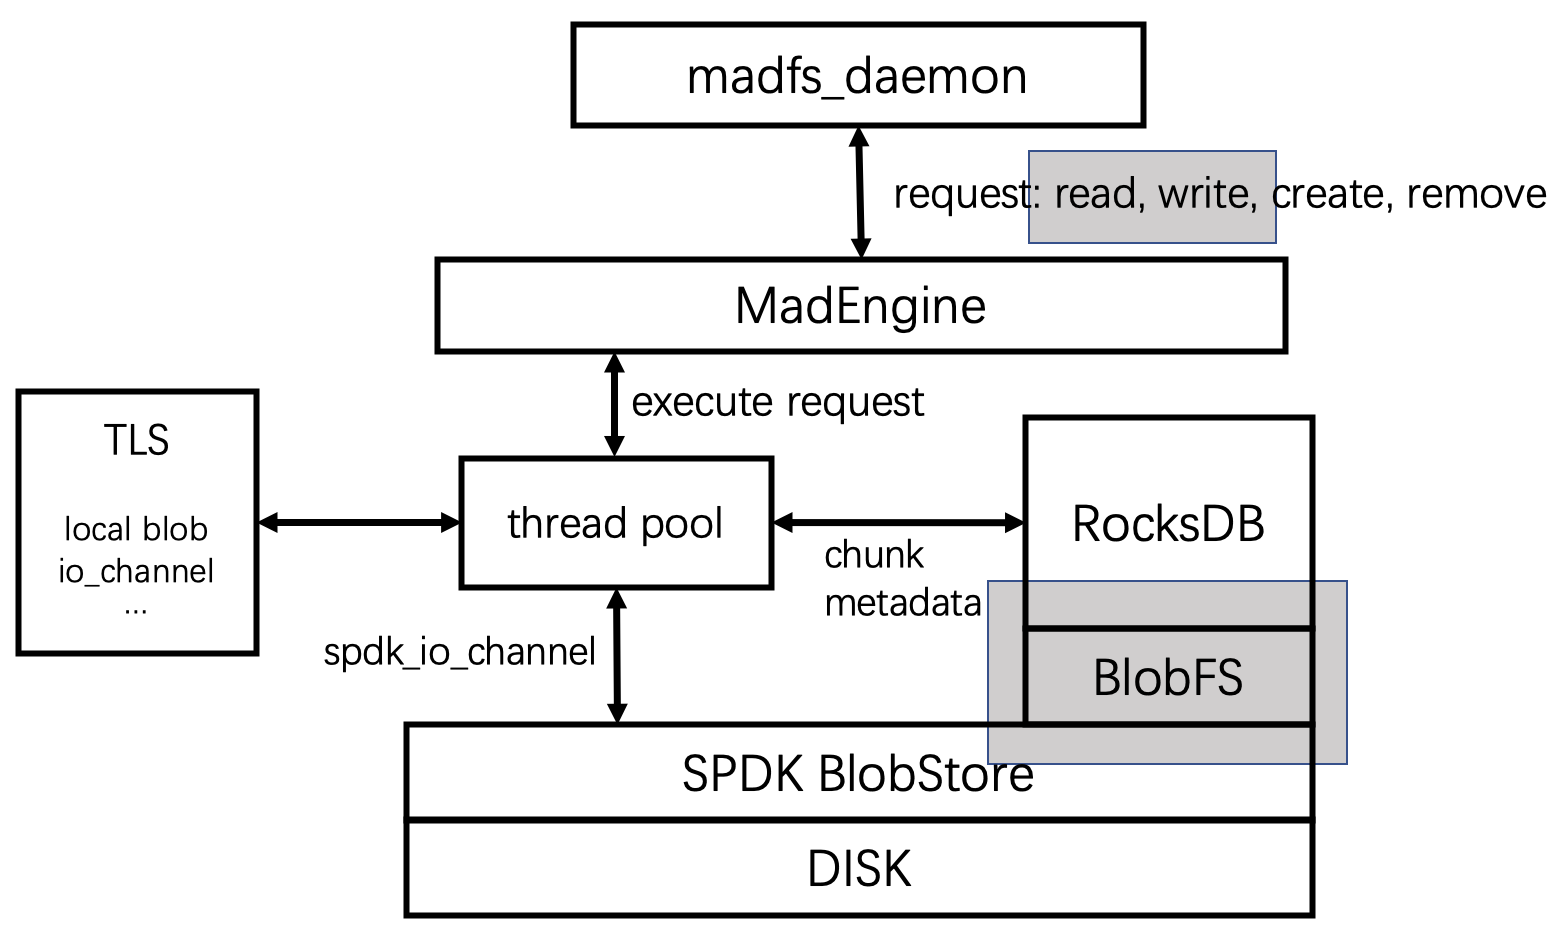 madfs_daemon
request: read, write, create, remove
MadEngine
execute request
TLS
local blob
io_channel
...
thread pool
chunk
metadata
RocksDB
BlobFS
spdk_io_channel
SPDK BlobStore
DISK